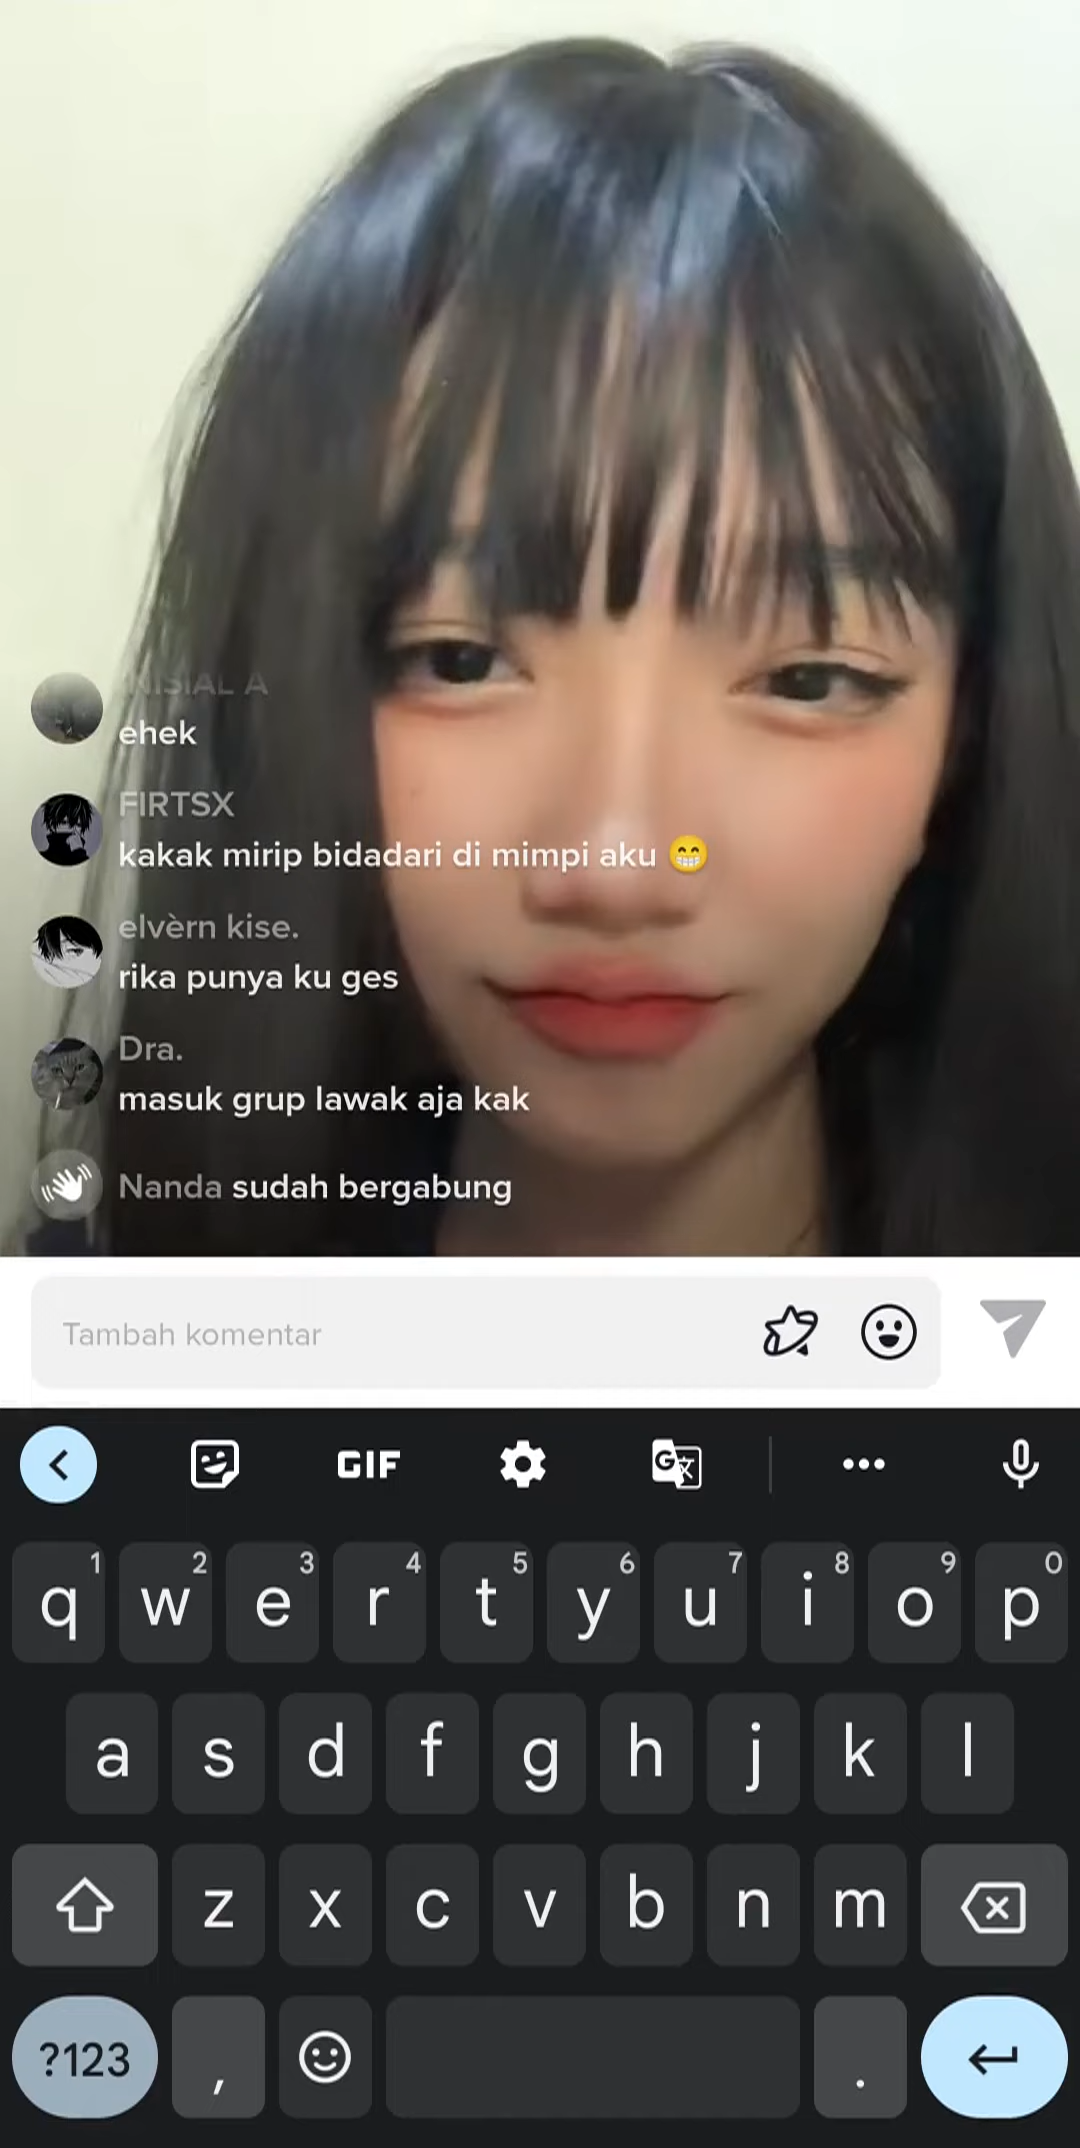 INISIAL A
ehek
FIRTSX
kakak mirip bidadari di mimpi aku 😁
elvèrn kise.
rika punya ku ges
Dra.
masuk grup lawak aja kak
Nanda sudah bergabung
Tambah komentar
GIF
G
1 2 3 4 5 6 7 8 9 0
q w e r t y u i o p
a s d f g h j k l
z x c v b n m
?123 , .